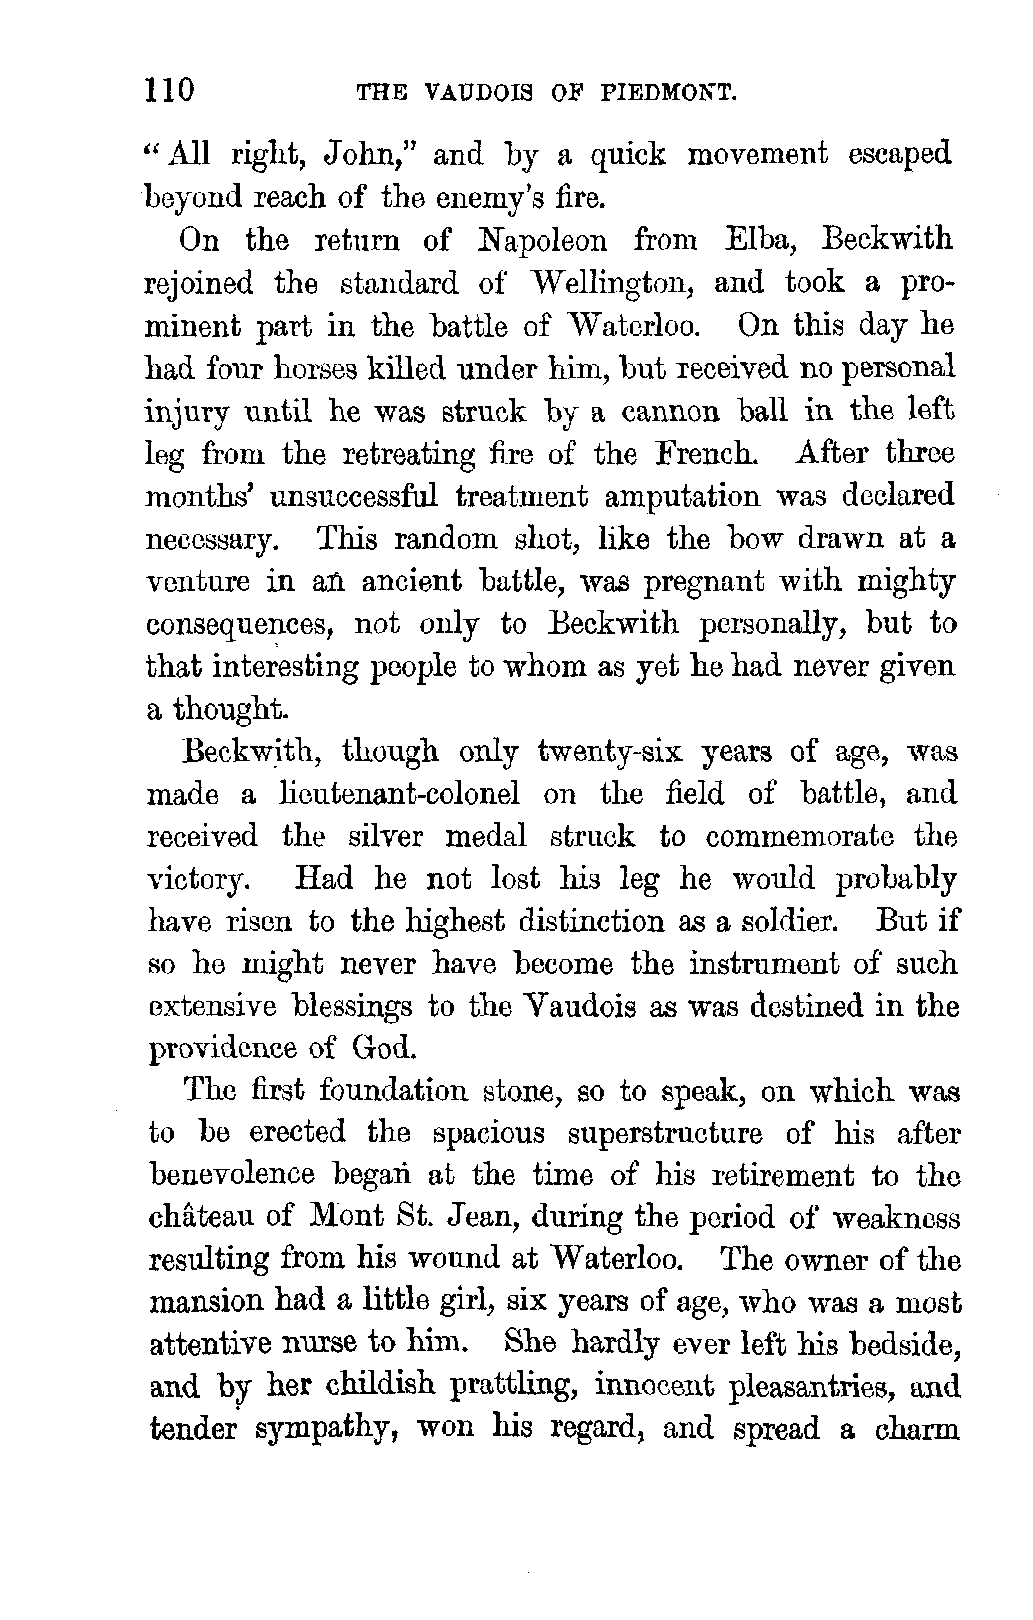 110 THE VAUDOIS OF PIEDMONT.
“ All right, John,” and by a quick movement escaped
beyond reach of the enemy’s fire.
On the return of Napoleon from Elba, Beckwith
rejoined the standard of Wellington, and took a pro-
minent part in the battle of Waterloo. On this day he
had four horses killed under him, but received no personal
injury until he was struck by a cannon ball in the left
leg from the retreating fire of the French. After three
months’ unsuccessful treatment amputation was declared
necessary. This random shot, like the bow drawn at a
venture in an ancient battle, was pregnant with mighty
consequences, not only to Beckwith personally, but to
that interesting people to whom as yet he had never given
a thought.
Beckwith, though only twenty-six years of age, was
made a lieutenant-colonel on the field of battle, and
received the silver medal struck to commemorate the
victory. Had he not lost his leg he would probably
have risen to the highest distinction as a soldier. But if
so he might never have become the instrument of such
extensive blessings to the Vaudois as was destined in the
providence of God.
The first foundation stone, so to speak, on which was
to be erected the spacious superstructure of his after
benevolence began at the time of his retirement to the
château of Mont St. Jean, during the period of weakness
resulting from his wound at Waterloo. The owner of the
mansion had a little girl, six years of age, who was a most
attentive nurse to him. She hardly ever left his bedside,
and by her childish prattling, innocent pleasantries, and
tender sympathy, won his regard, and spread a charm